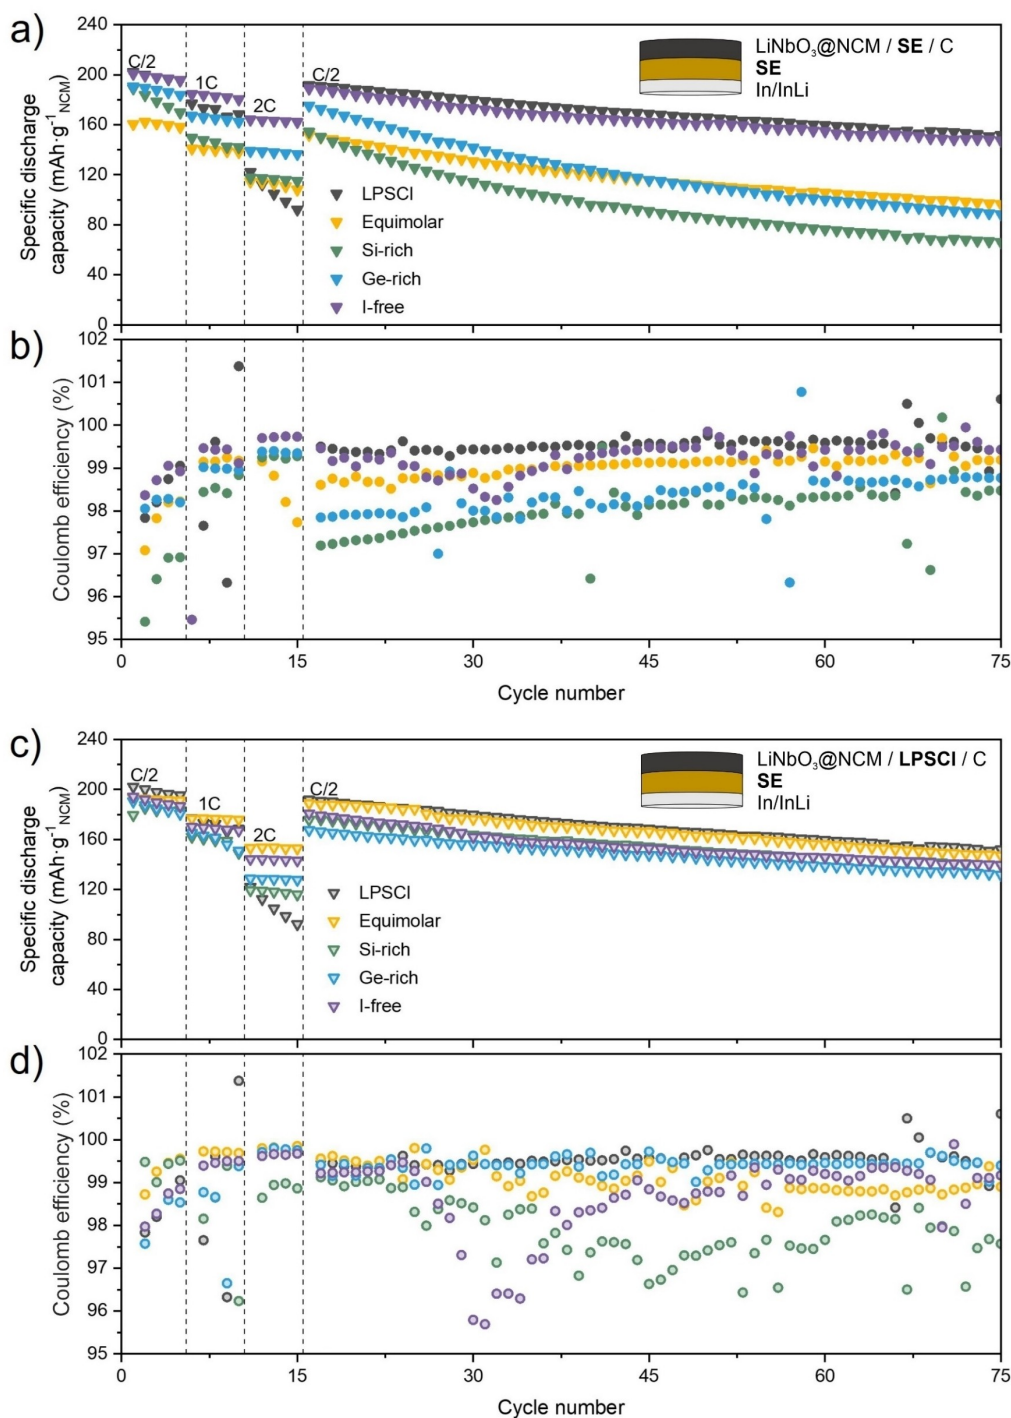 a)
240
200
160
120
80
40
0
Specific discharge
capacity (mAh·g⁻¹NCM)
C/2
1C
2C
C/2
LiNbO₃@NCM / SE / C
SE
In/InLi
LPSCl
Equimolar
Si-rich
Ge-rich
I-free
b)
102
101
100
99
98
97
96
95
Coulomb efficiency (%)
0 15 30 45 60 75
Cycle number
c)
240
200
160
120
80
40
0
Specific discharge
capacity (mAh·g⁻¹NCM)
C/2
1C
2C
C/2
LiNbO₃@NCM / LPSCl / C
SE
In/InLi
LPSCl
Equimolar
Si-rich
Ge-rich
I-free
d)
102
101
100
99
98
97
96
95
Coulomb efficiency (%)
0 15 30 45 60 75
Cycle number